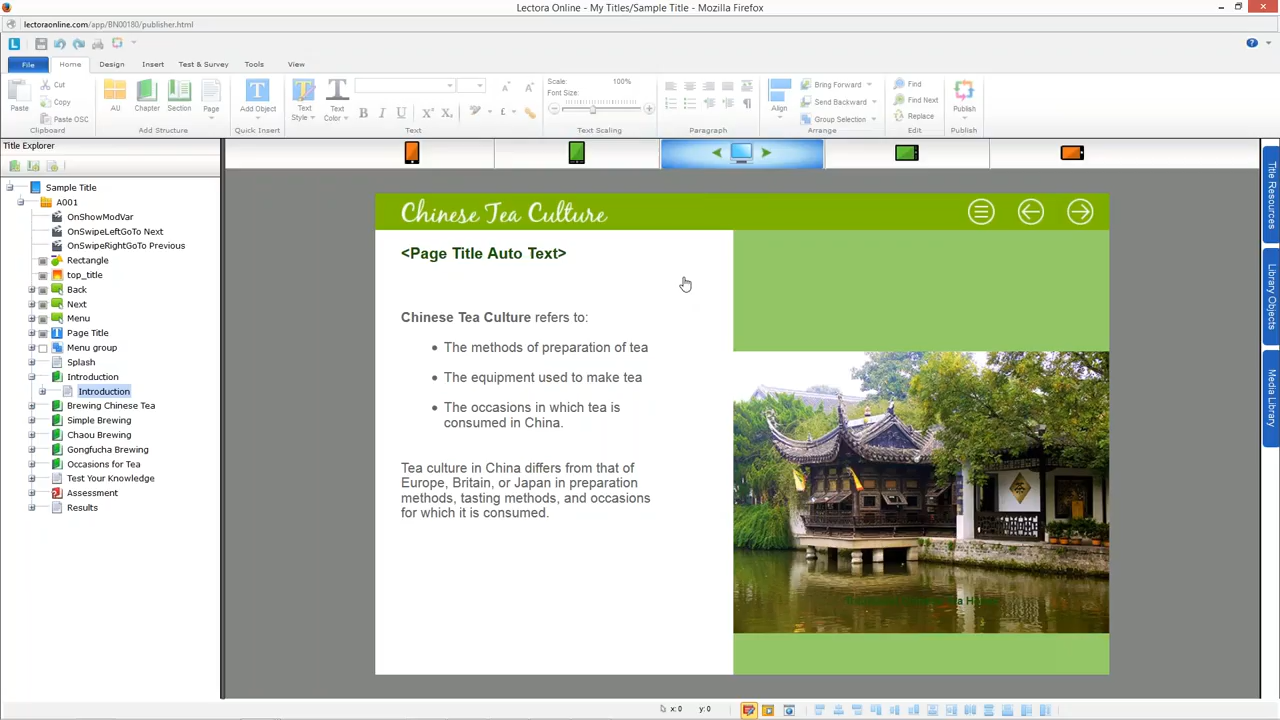 Lectora Online - My Titles/Sample Title - Mozilla Firefox
lectoraonline.com/app/BN00180/publisher.html
File Home Design Insert Test & Survey Tools View
Paste
Cut
Copy
Paste OSC
Clipboard
AU Chapter Section Page
Add Structure
Add Object
Quick Insert
Text Style
Text Color
B I U X² X₂
Text
Scale: 100%
Font Size:
Text Scaling
Paragraph
Align
Bring Forward
Send Backward
Group Selection
Arrange
Find
Find Next
Replace
Edit
Publish
Publish
Title Explorer
Sample Title
A001
OnShowModVar
OnSwipeLeftGoTo Next
OnSwipeRightGoTo Previous
Rectangle
top_title
Back
Next
Menu
Page Title
Menu group
Splash
Introduction
Introduction
Brewing Chinese Tea
Simple Brewing
Chaou Brewing
Gongfucha Brewing
Occasions for Tea
Test Your Knowledge
Assessment
Results
Chinese Tea Culture
<Page Title Auto Text>
Chinese Tea Culture refers to:
• The methods of preparation of tea
• The equipment used to make tea
• The occasions in which tea is
consumed in China.
Tea culture in China differs from that of
Europe, Britain, or Japan in preparation
methods, tasting methods, and occasions
for which it is consumed.
Title Resources
Library Objects
Media Library
x: 0 y: 0